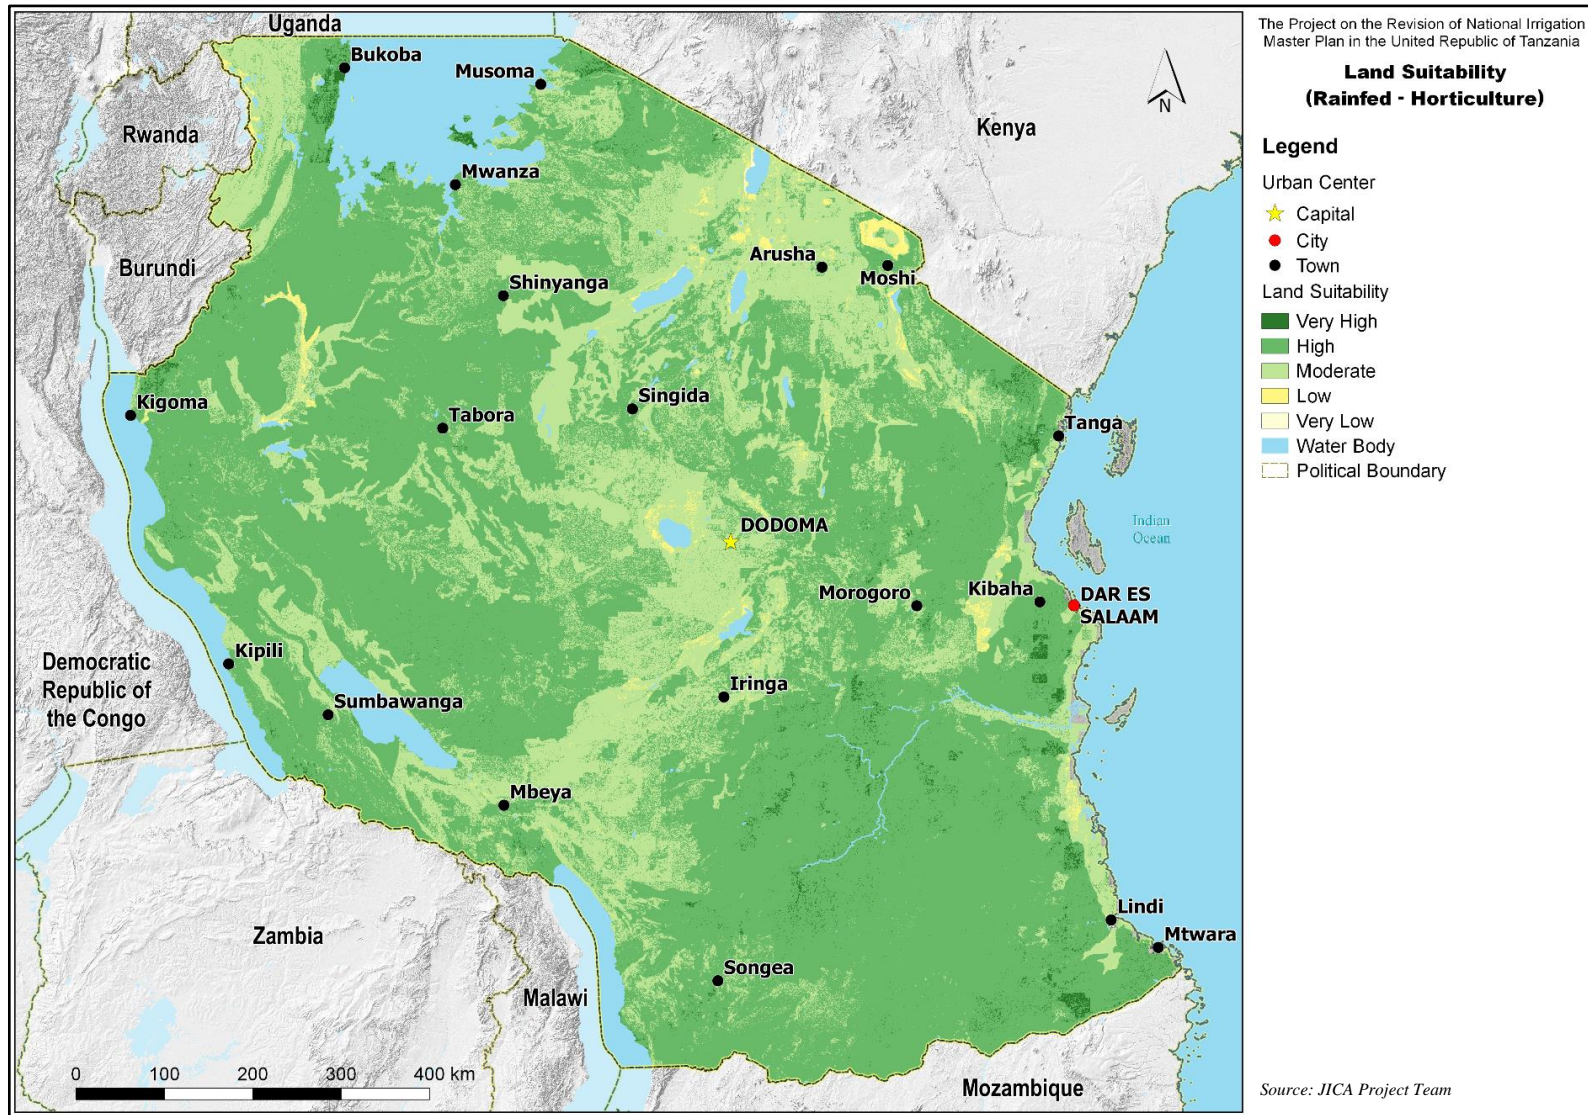 The Project on the Revision of National Irrigation
Master Plan in the United Republic of Tanzania
Land Suitability
(Rainfed - Horticulture)
Legend
Urban Center
Capital
City
Town
Land Suitability
Very High
High
Moderate
Low
Very Low
Water Body
Political Boundary
Uganda
Bukoba
Musoma
N
Rwanda
Kenya
Mwanza
Burundi
Arusha
Moshi
Shinyanga
Kigoma
Tabora
Singida
Tanga
DODOMA
Indian
Ocean
Morogoro
Kibaha
DAR ES
SALAAM
Kipili
Democratic
Republic of
the Congo
Sumbawanga
Iringa
Mbeya
Lindi
Mtwara
Zambia
Songea
Malawi
Mozambique
0 100 200 300 400 km
Source: JICA Project Team